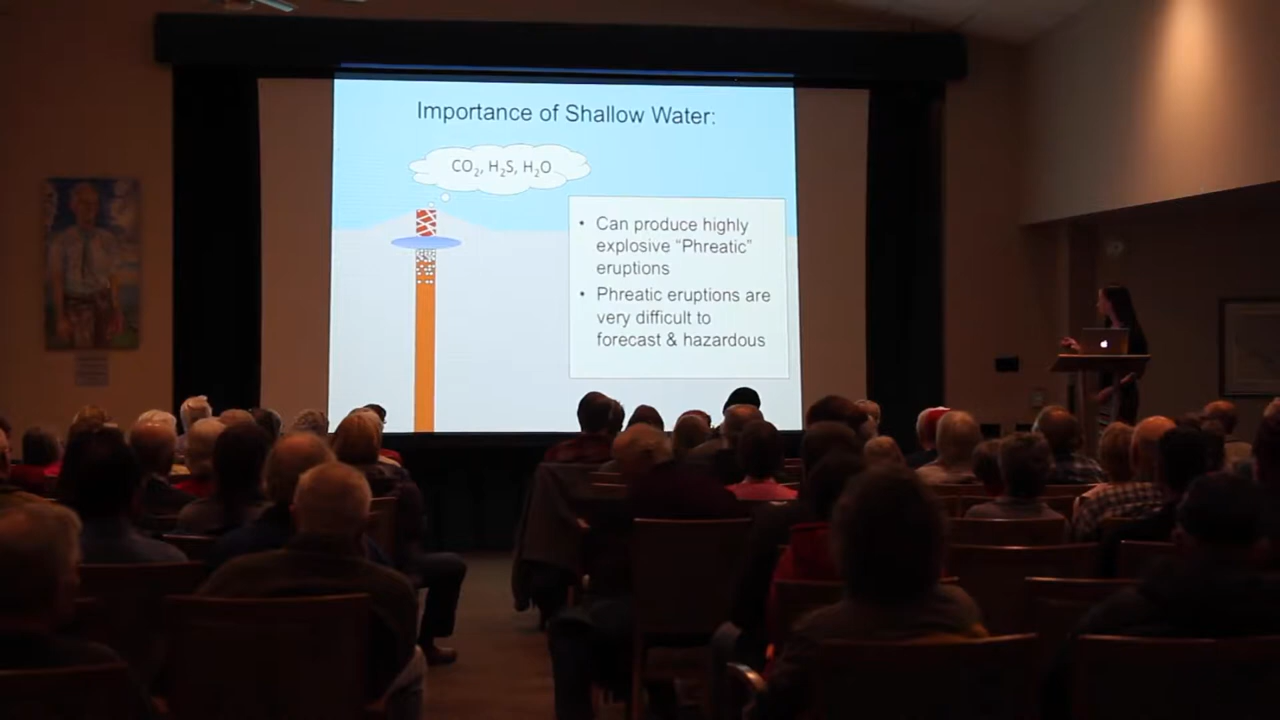 Importance of Shallow Water:
CO₂, H₂S, H₂O
• Can produce highly
explosive “Phreatic”
eruptions
• Phreatic eruptions are
very difficult to
forecast & hazardous